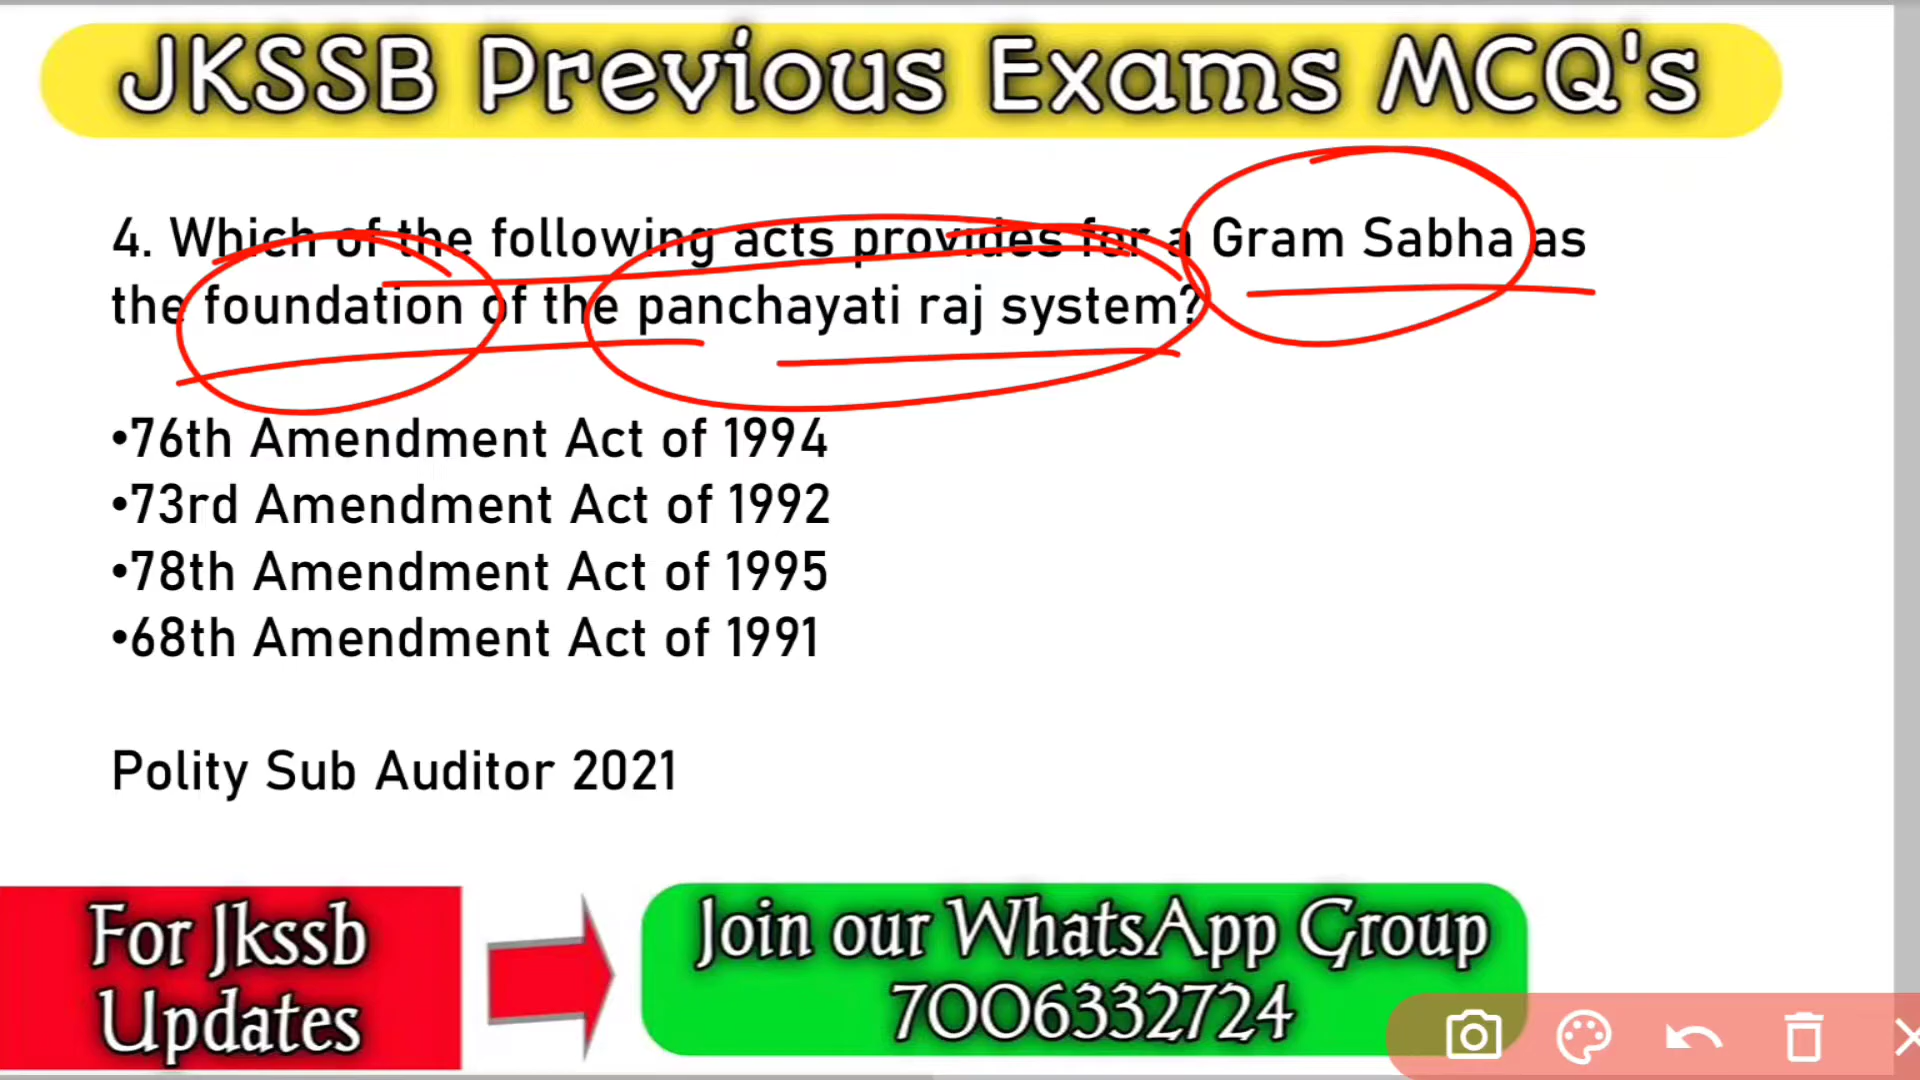 JKSSB Previous Exams MCQ's
4. Which of the following acts provides for a Gram Sabha as
the foundation of the panchayati raj system?
•76th Amendment Act of 1994
•73rd Amendment Act of 1992
•78th Amendment Act of 1995
•68th Amendment Act of 1991
Polity Sub Auditor 2021
For Jkssb
Updates
Join our WhatsApp Group
7006332724